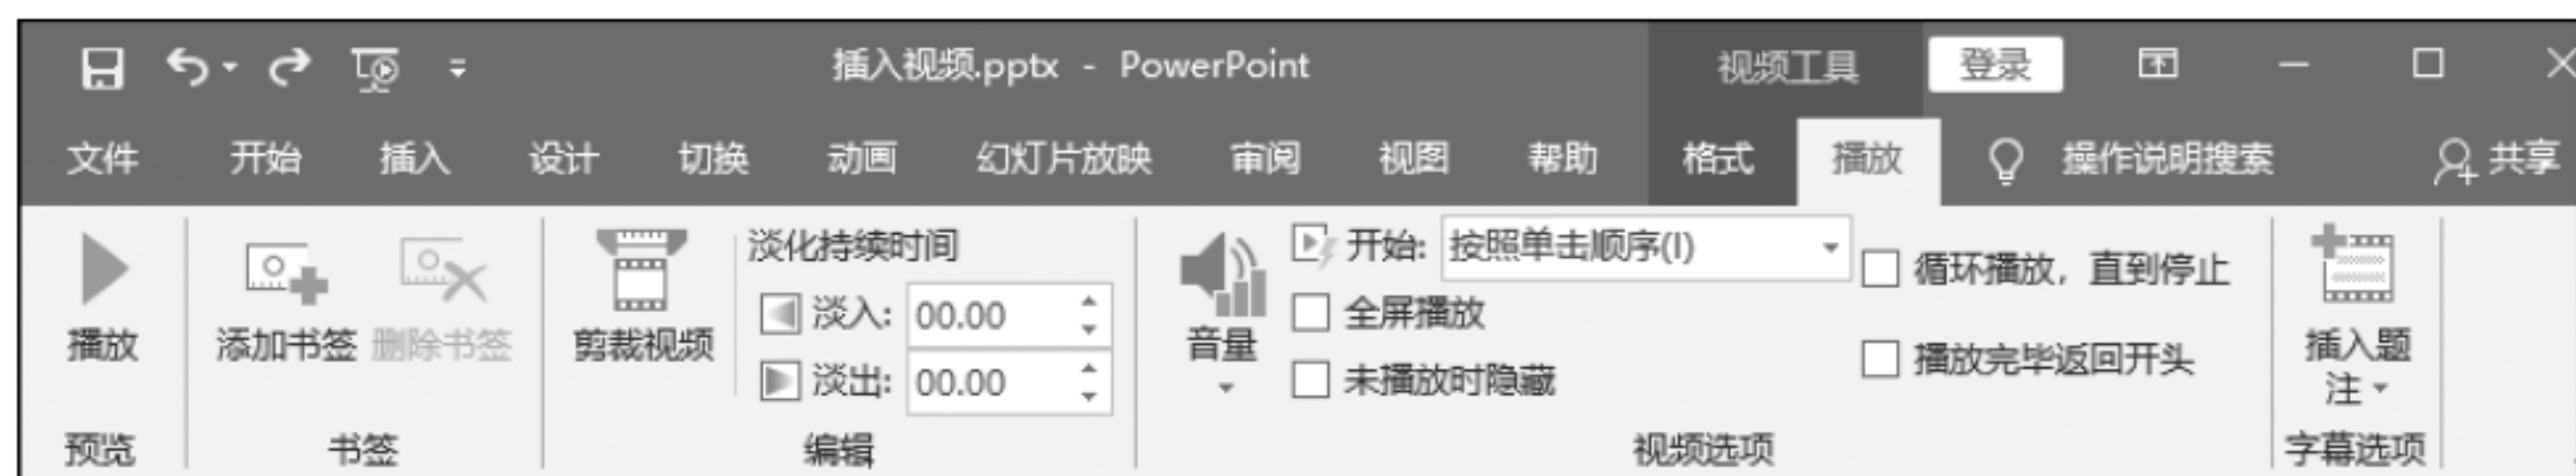 插入视频.pptx - PowerPoint 视频工具 登录
文件 开始 插入 设计 切换 动画 幻灯片放映 审阅 视图 帮助 格式 播放 操作说明搜索 共享
播放
预览
添加书签 删除书签
书签
剪裁视频
淡化持续时间
淡入: 00.00
淡出: 00.00
编辑
音量
开始: 按照单击顺序(I)
全屏播放
未播放时隐藏
循环播放，直到停止
播放完毕返回开头
视频选项
插入题
注
字幕选项